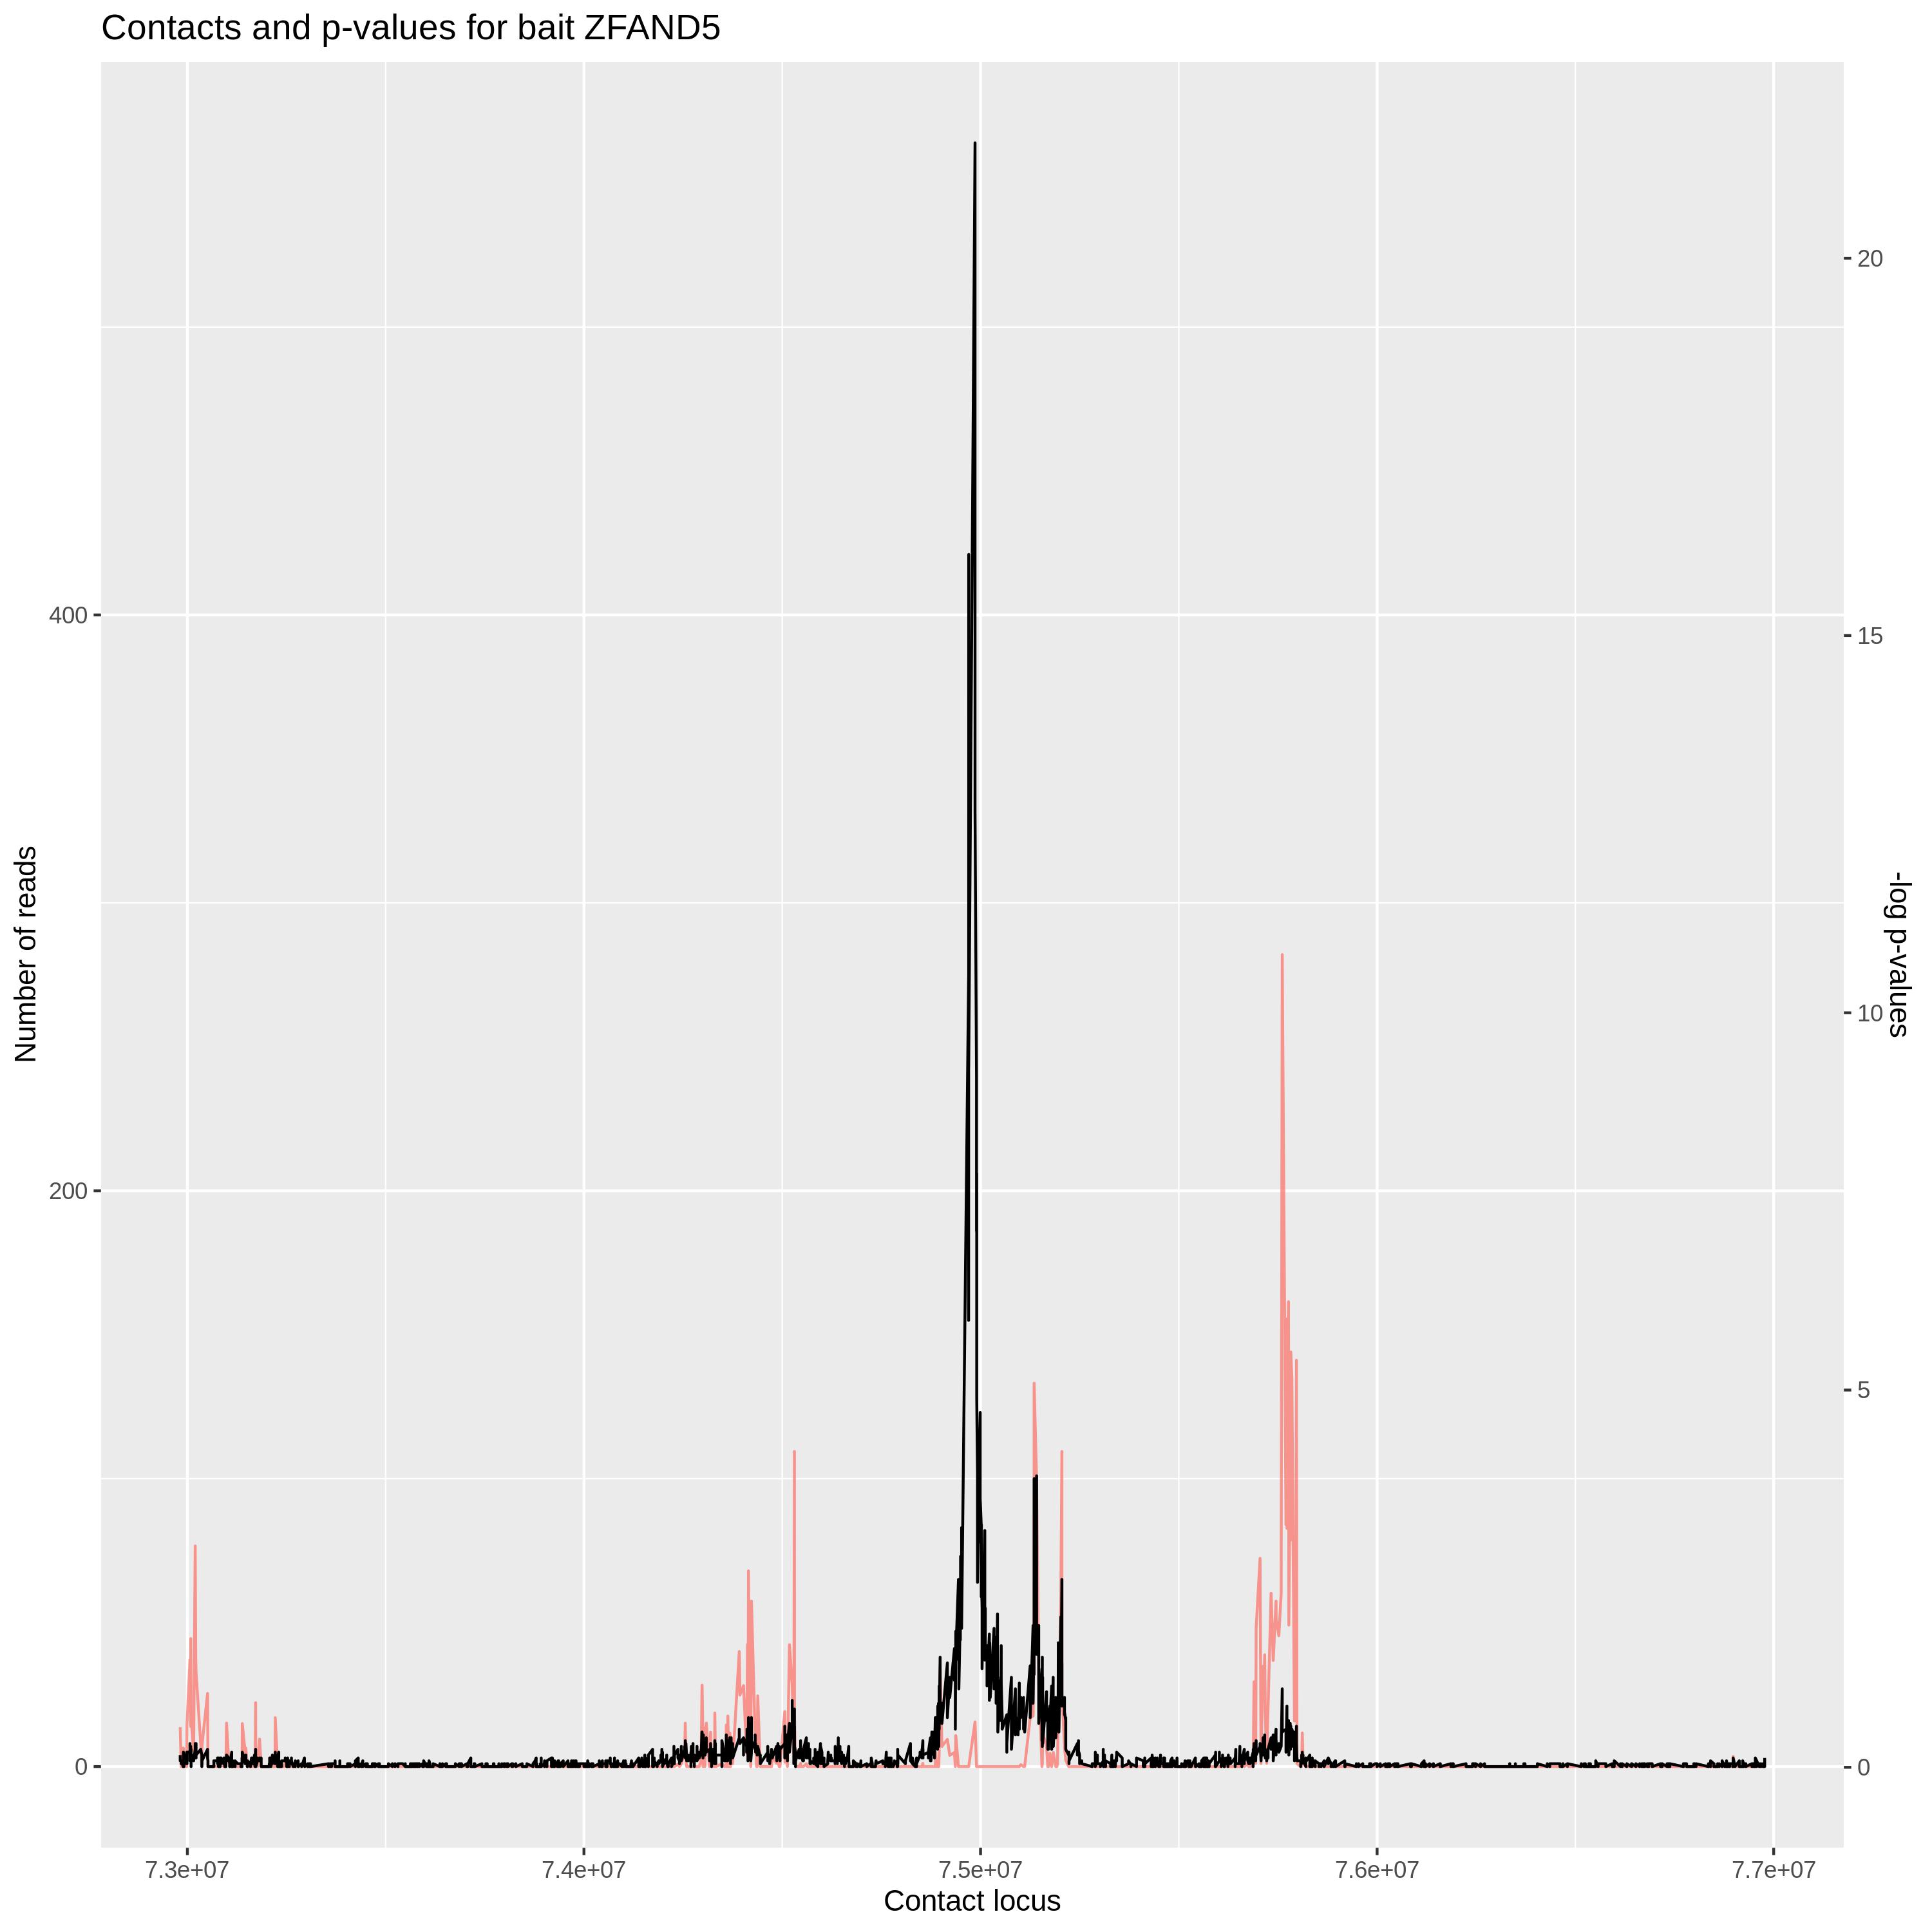 Contacts and p-values for bait ZFAND5
Number of reads
400
200
0
20
15
10
5
0
-log p-values
7.3e+07 7.4e+07 7.5e+07 7.6e+07 7.7e+07
Contact locus